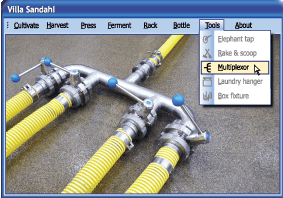 Villa Sandahl
Cultivate Harvest Press Ferment Rack Bottle Tools About
Elephant tap
Rake & scoop
Multiplexor
Laundry hanger
Box fixture